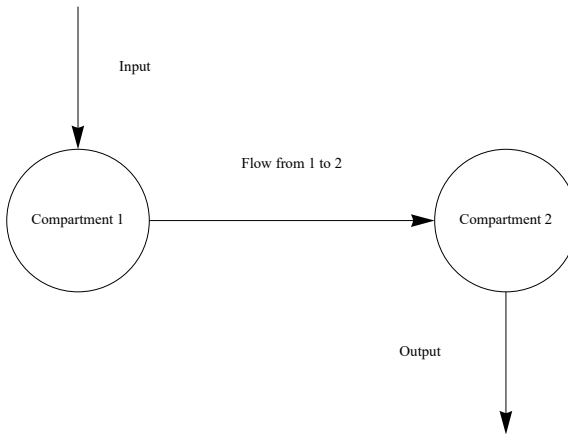 Input
Flow from 1 to 2
Compartment 1
Compartment 2
Output